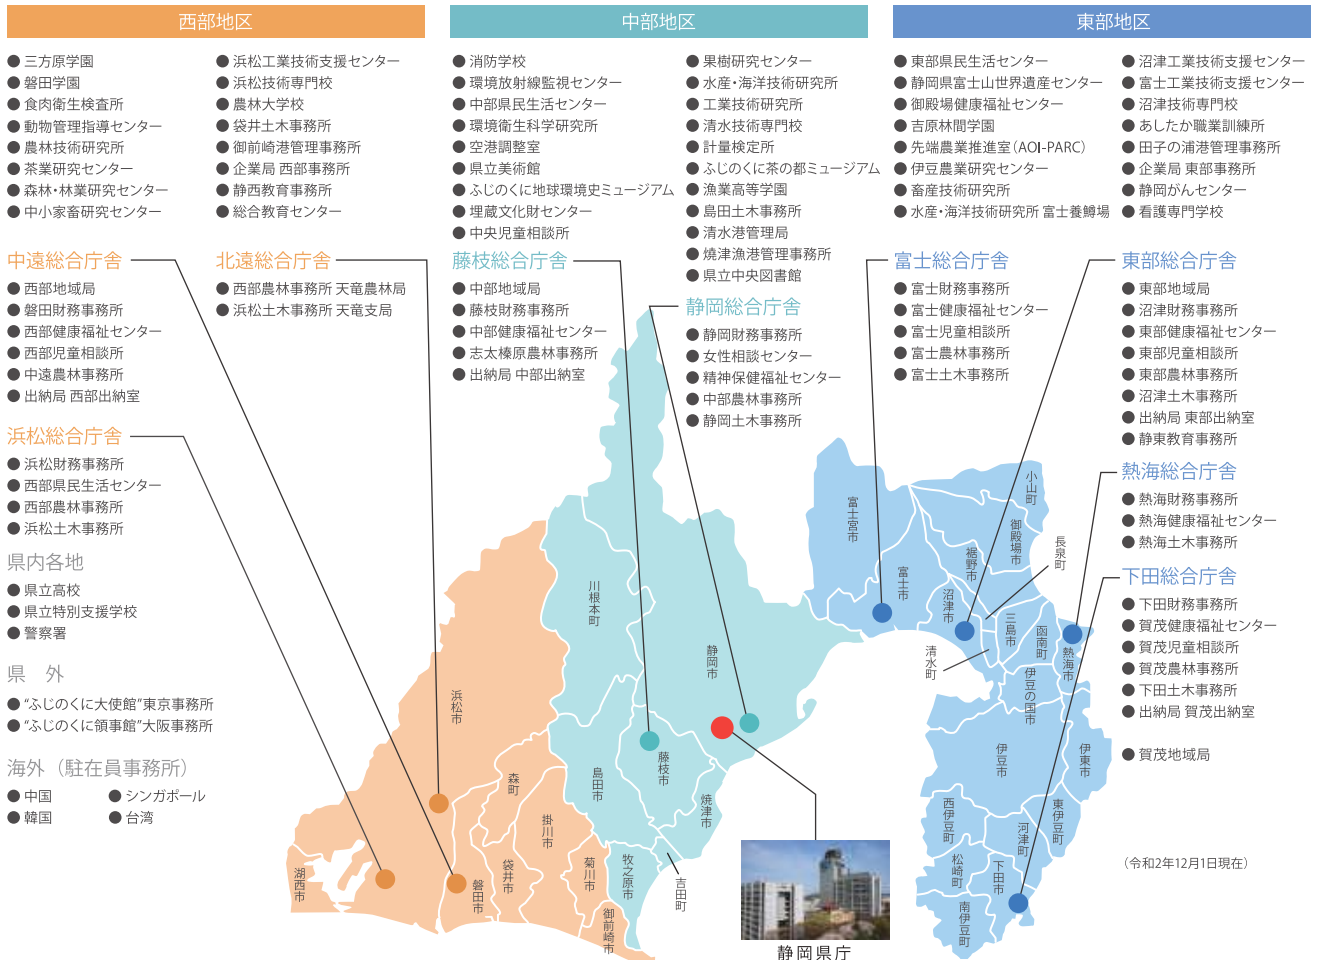 西部地区
三方原学園
磐田学園
食肉衛生検査所
動物管理指導センター
農林技術研究所
茶業研究センター
森林・林業研究センター
中小家畜研究センター
浜松工業技術支援センター
浜松技術専門校
農林大学校
袋井土木事務所
御前崎港管理事務所
企業局 西部事務所
静西教育事務所
総合教育センター
中遠総合庁舎
西部地域局
磐田財務事務所
西部健康福祉センター
西部児童相談所
中遠農林事務所
出納局 西部出納室
北遠総合庁舎
西部農林事務所 天竜農林局
浜松土木事務所 天竜支局
浜松総合庁舎
浜松財務事務所
西部県民生活センター
西部農林事務所
浜松土木事務所
県内各地
県立高校
県立特別支援学校
警察署
県 外
“ふじのくに大使館”東京事務所
“ふじのくに領事館”大阪事務所
海外（駐在員事務所）
中国
シンガポール
韓国
台湾
中部地区
消防学校
環境放射線監視センター
中部県民生活センター
環境衛生科学研究所
空港調整室
県立美術館
ふじのくに地球環境史ミュージアム
埋蔵文化財センター
中央児童相談所
果樹研究センター
水産・海洋技術研究所
工業技術研究所
清水技術専門校
計量検定所
ふじのくに茶の都ミュージアム
漁業高等学園
島田土木事務所
清水港管理局
焼津漁港管理事務所
県立中央図書館
藤枝総合庁舎
中部地域局
藤枝財務事務所
中部健康福祉センター
志太榛原農林事務所
出納局 中部出納室
静岡総合庁舎
静岡財務事務所
女性相談センター
精神保健福祉センター
中部農林事務所
静岡土木事務所
東部地区
東部県民生活センター
静岡県富士山世界遺産センター
御殿場健康福祉センター
吉原林間学園
先端農業推進室（AOI-PARC）
伊豆農業研究センター
畜産技術研究所
水産・海洋技術研究所 富士養鱒場
沼津工業技術支援センター
富士工業技術支援センター
沼津技術専門校
あしたか職業訓練所
田子の浦港管理事務所
企業局 東部事務所
静岡がんセンター
看護専門学校
富士総合庁舎
富士財務事務所
富士健康福祉センター
富士児童相談所
富士農林事務所
富士土木事務所
東部総合庁舎
東部地域局
沼津財務事務所
東部健康福祉センター
東部児童相談所
東部農林事務所
沼津土木事務所
出納局 東部出納室
静東教育事務所
熱海総合庁舎
熱海財務事務所
熱海健康福祉センター
熱海土木事務所
下田総合庁舎
下田財務事務所
賀茂健康福祉センター
賀茂児童相談所
賀茂農林事務所
下田土木事務所
出納局 賀茂出納室
賀茂地域局
（令和2年12月1日現在）
浜松市
湖西市
森町
掛川市
袋井市
磐田市
菊川市
御前崎市
川根本町
静岡市
島田市
藤枝市
焼津市
牧之原市
吉田町
富士宮市
富士市
沼津市
裾野市
御殿場市
小山町
長泉町
三島市
函南町
清水町
熱海市
伊豆の国市
伊豆市
伊東市
西伊豆町
東伊豆町
河津町
松崎町
下田市
南伊豆町
静岡県庁